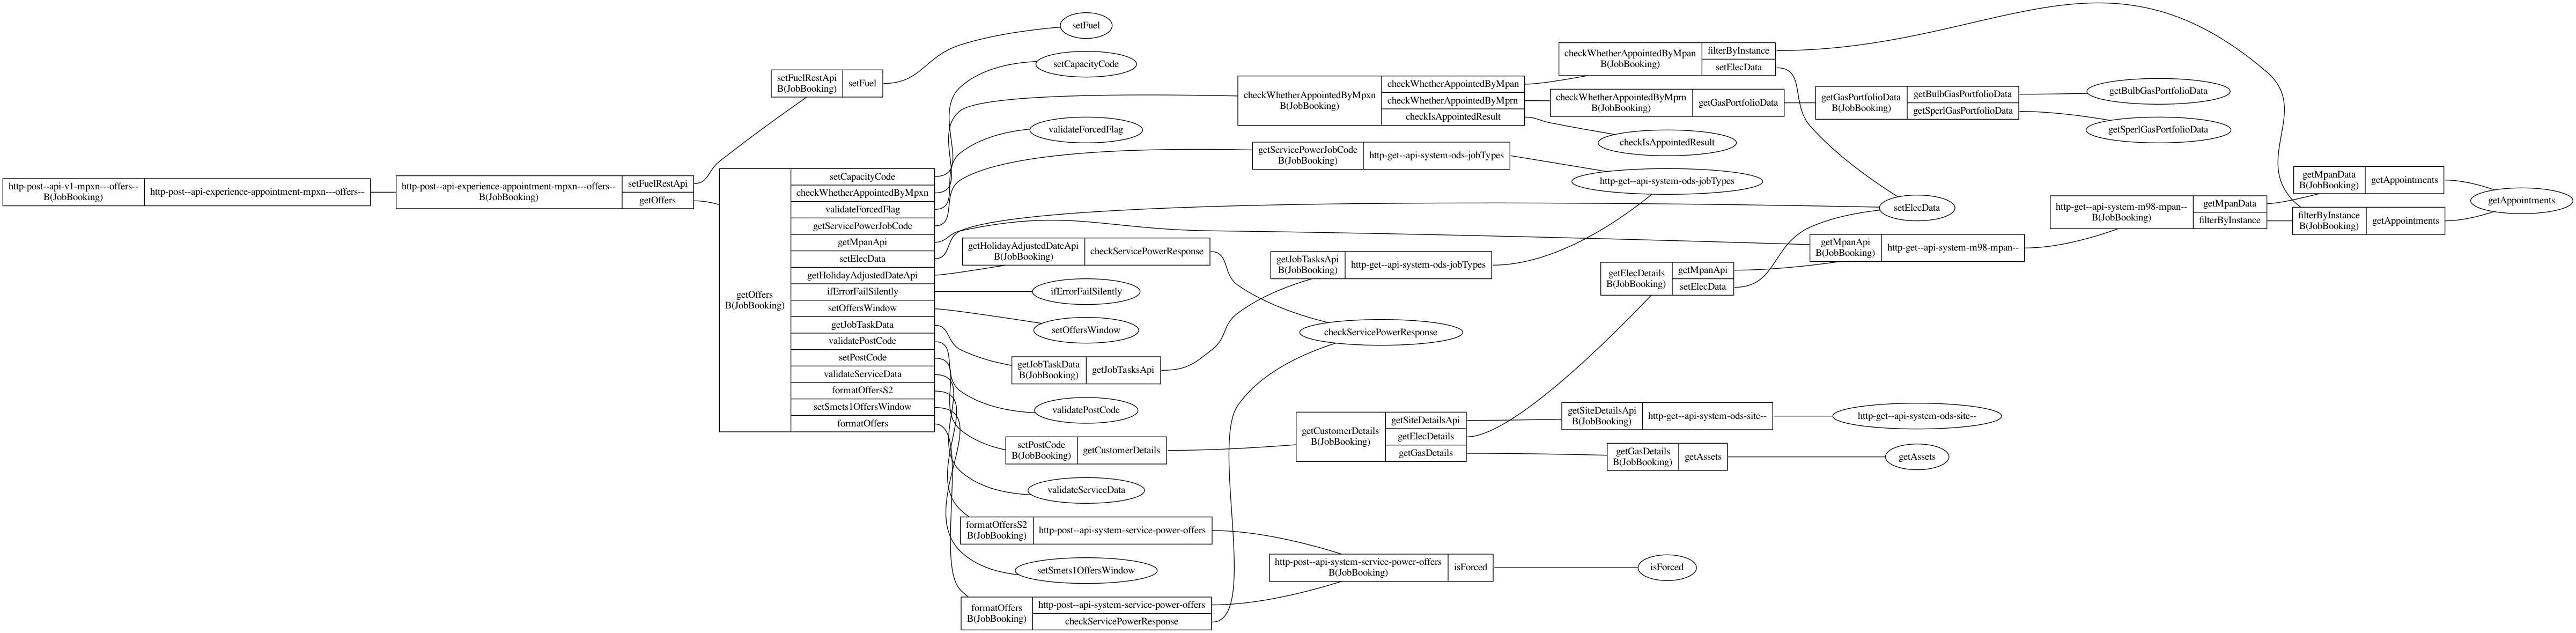 http-post--api-v1-mpxn---offers--
B(JobBooking)
http-post--api-experience-appointment-mpxn---offers--
http-post--api-experience-appointment-mpxn---offers--
B(JobBooking)
setFuelRestApi
getOffers
setFuelRestApi
B(JobBooking)
setFuel
setFuel
getOffers
B(JobBooking)
setCapacityCode
checkWhetherAppointedByMpxn
validateForcedFlag
getServicePowerJobCode
getMpanApi
setElecData
getHolidayAdjustedDateApi
ifErrorFailSilently
setOffersWindow
getJobTaskData
validatePostCode
setPostCode
validateServiceData
formatOffersS2
setSmets1OffersWindow
formatOffers
setCapacityCode
validateForcedFlag
getHolidayAdjustedDateApi
B(JobBooking)
checkServicePowerResponse
ifErrorFailSilently
setOffersWindow
getJobTaskData
B(JobBooking)
getJobTasksApi
validatePostCode
setPostCode
B(JobBooking)
getCustomerDetails
validateServiceData
formatOffersS2
B(JobBooking)
http-post--api-system-service-power-offers
setSmets1OffersWindow
formatOffers
B(JobBooking)
http-post--api-system-service-power-offers
checkServicePowerResponse
checkWhetherAppointedByMpxn
B(JobBooking)
checkWhetherAppointedByMpan
checkWhetherAppointedByMprn
checkIsAppointedResult
getServicePowerJobCode
B(JobBooking)
http-get--api-system-ods-jobTypes
getJobTasksApi
B(JobBooking)
http-get--api-system-ods-jobTypes
checkServicePowerResponse
getCustomerDetails
B(JobBooking)
getSiteDetailsApi
getElecDetails
getGasDetails
http-post--api-system-service-power-offers
B(JobBooking)
isForced
checkWhetherAppointedByMpan
B(JobBooking)
filterByInstance
setElecData
checkWhetherAppointedByMprn
B(JobBooking)
getGasPortfolioData
checkIsAppointedResult
http-get--api-system-ods-jobTypes
getElecDetails
B(JobBooking)
getMpanApi
setElecData
getSiteDetailsApi
B(JobBooking)
http-get--api-system-ods-site--
getGasDetails
B(JobBooking)
getAssets
isForced
getGasPortfolioData
B(JobBooking)
getBulbGasPortfolioData
getSperlGasPortfolioData
setElecData
getMpanApi
B(JobBooking)
http-get--api-system-m98-mpan--
http-get--api-system-ods-site--
getAssets
getBulbGasPortfolioData
getSperlGasPortfolioData
http-get--api-system-m98-mpan--
B(JobBooking)
getMpanData
filterByInstance
getMpanData
B(JobBooking)
getAppointments
filterByInstance
B(JobBooking)
getAppointments
getAppointments